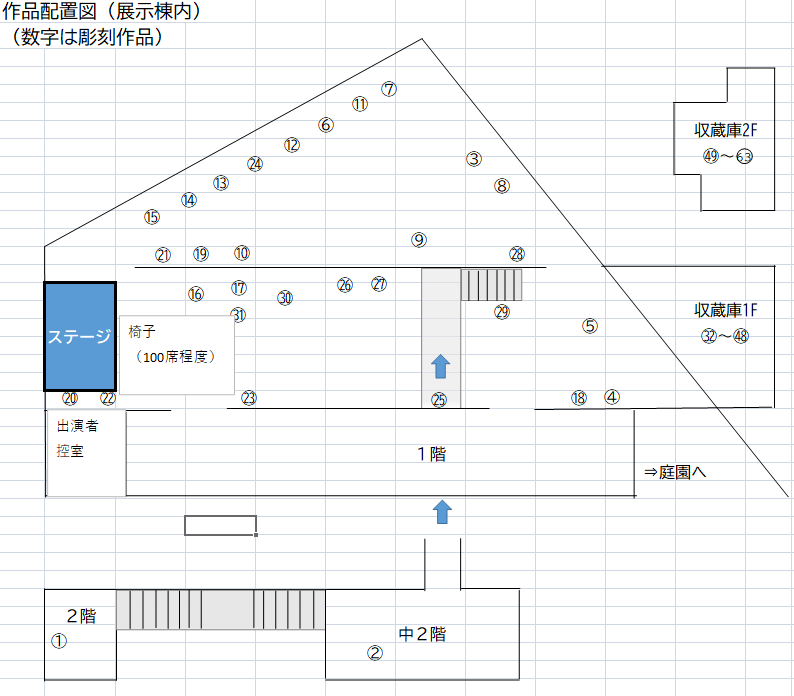 作品配置図（展示棟内）
（数字は彫刻作品）
⑦
⑪
⑥
⑫
㉔
⑬
⑭
⑮
③
⑧
収蔵庫2F
㊾～63
㉑ ⑲ ⑩
⑨
㉘
⑯ ⑰ ㉚ ㉖ ㉗
㉛
㉙
⑤
収蔵庫1F
㉜～㊽
ステージ
椅子
（100席程度）
⑳ ㉒
㉓
㉕
⑱ ④
出演者
控室
１階
⇒庭園へ
２階
①
中２階
②